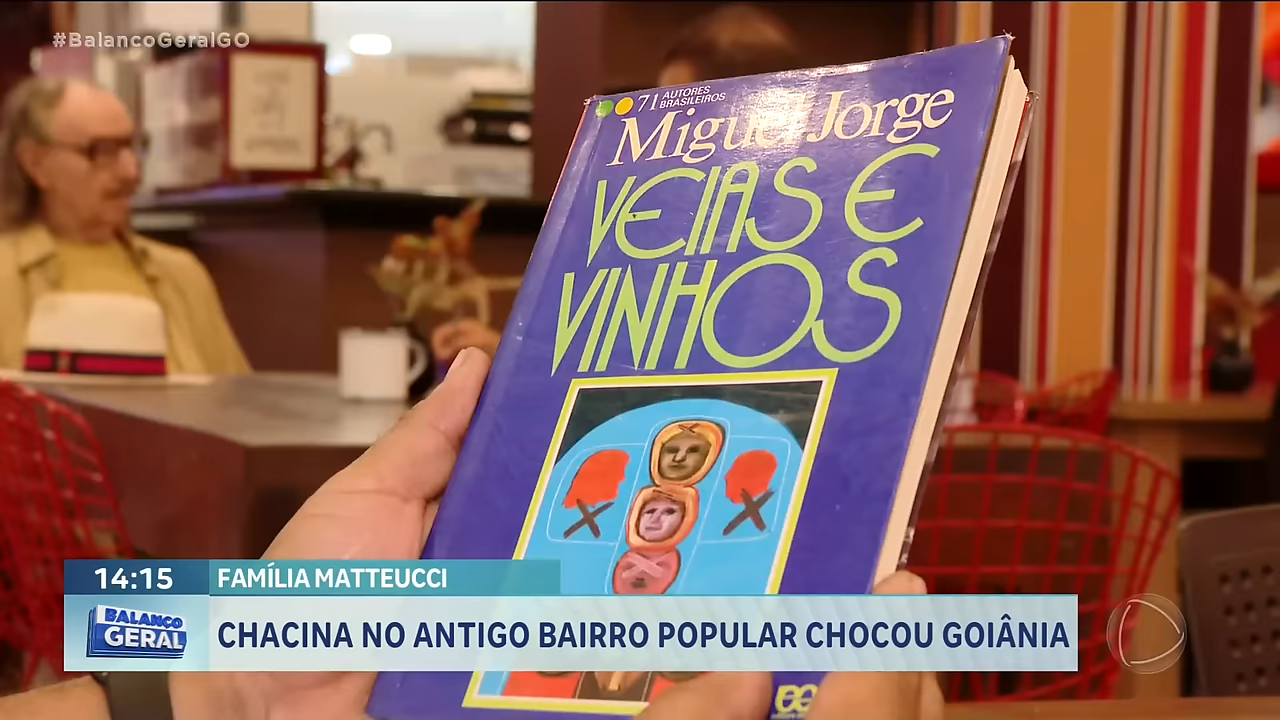 #BalancoGeralGO
71 AUTORES
BRASILEIROS
Miguel Jorge
VEIAS E
VINHOS
14:15
FAMÍLIA MATTEUCCI
BALANCO
GERAL
CHACINA NO ANTIGO BAIRRO POPULAR CHOCOU GOIÂNIA